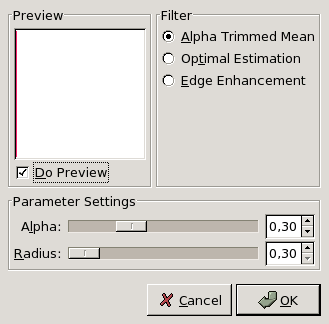 Preview
Filter
Alpha Trimmed Mean
Optimal Estimation
Edge Enhancement
Do Preview
Parameter Settings
Alpha: 0,30
Radius: 0,30
Cancel OK